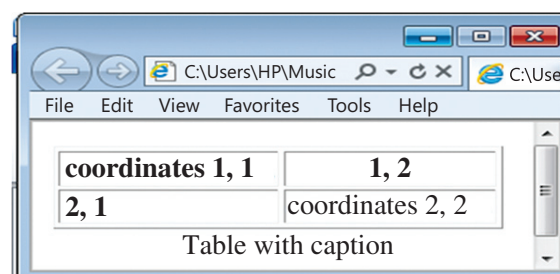 C:\Users\HP\Music C:\Use
File Edit View Favorites Tools Help
coordinates 1, 1 1, 2
2, 1 coordinates 2, 2
Table with caption